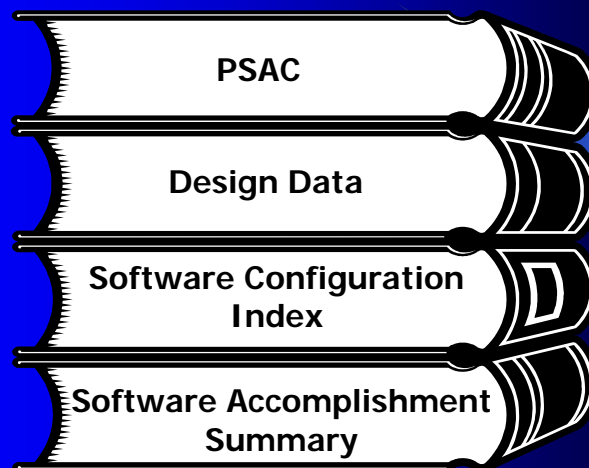 PSAC
Design Data
Software Configuration
Index
Software Accomplishment
Summary